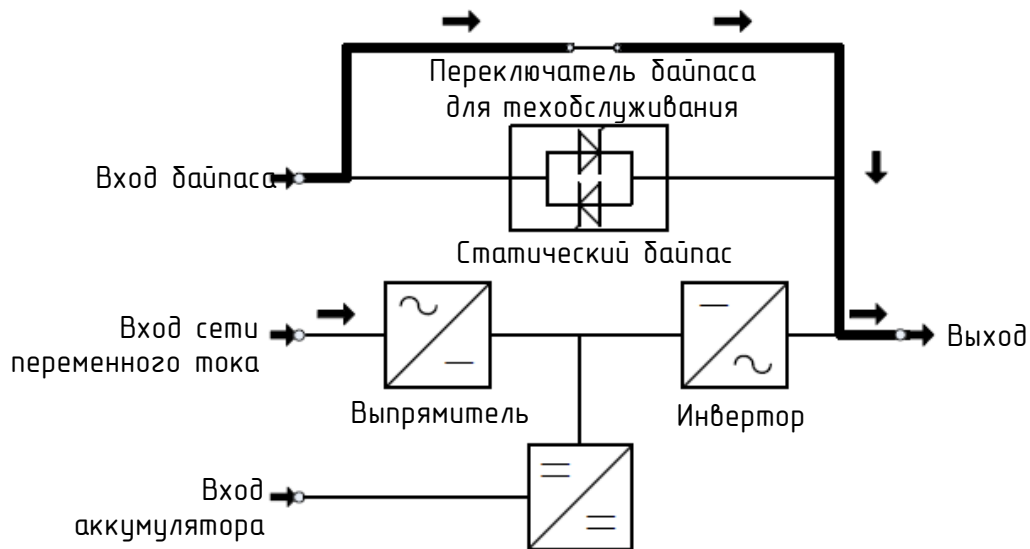 Переключатель байпаса
для техобслуживания
Вход байпаса
Статический байпас
Вход сети
переменного тока
Выход
Выпрямитель
Инвертор
Вход
аккумулятора